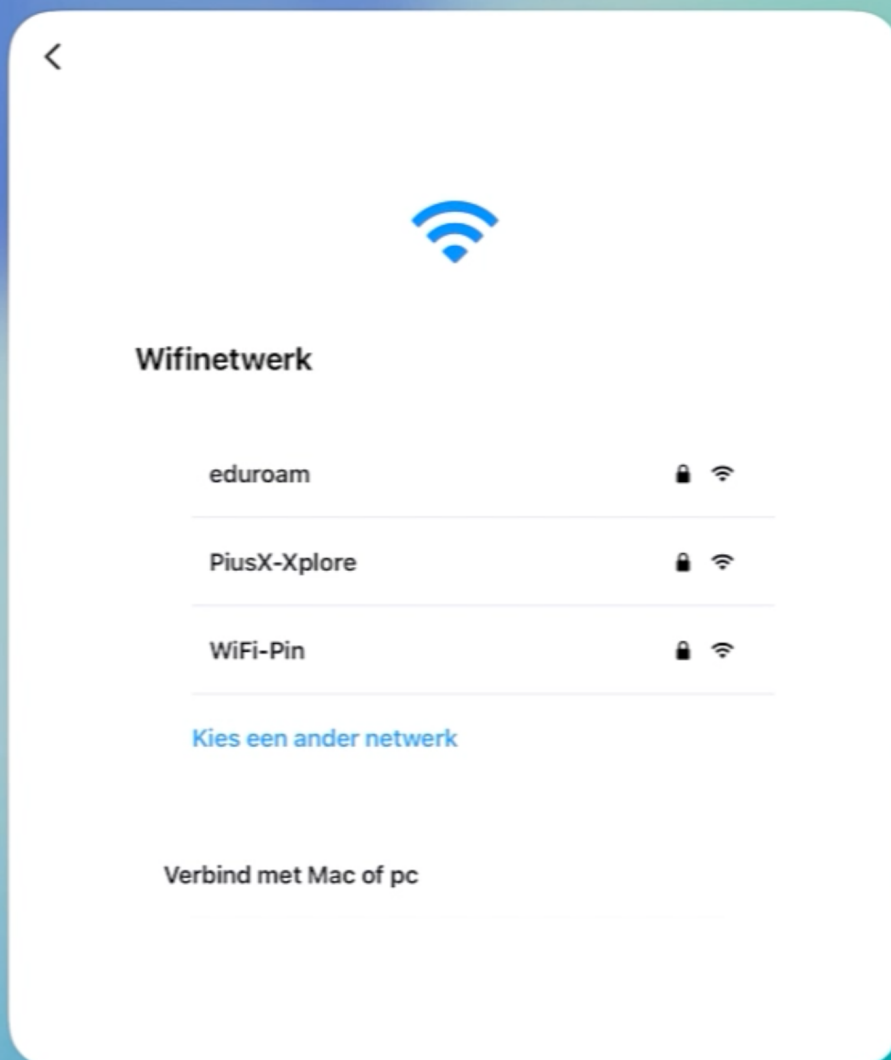 Wifinetwerk
eduroam
PiusX-Xplore
WiFi-Pin
Kies een ander netwerk
Verbind met Mac of pc